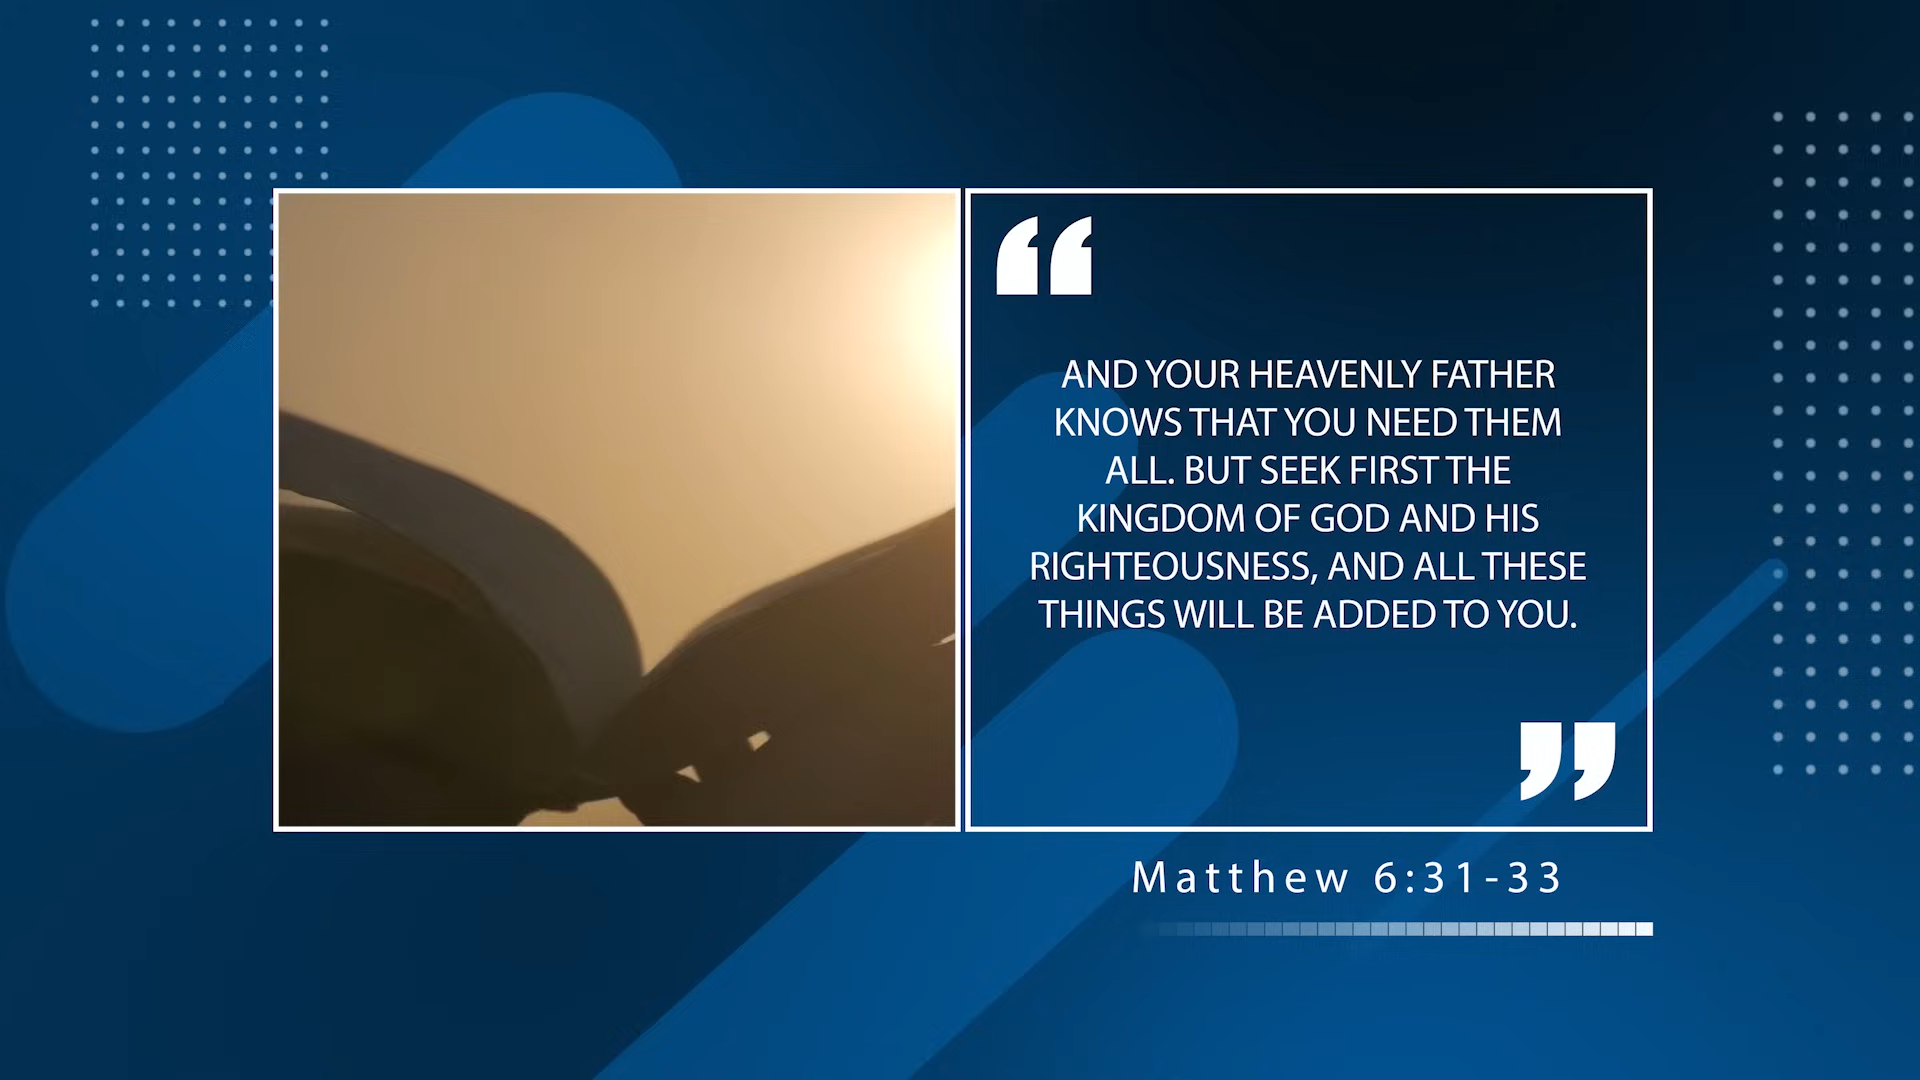 “
AND YOUR HEAVENLY FATHER
KNOWS THAT YOU NEED THEM
ALL. BUT SEEK FIRST THE
KINGDOM OF GOD AND HIS
RIGHTEOUSNESS, AND ALL THESE
THINGS WILL BE ADDED TO YOU.
”
Matthew 6:31-33